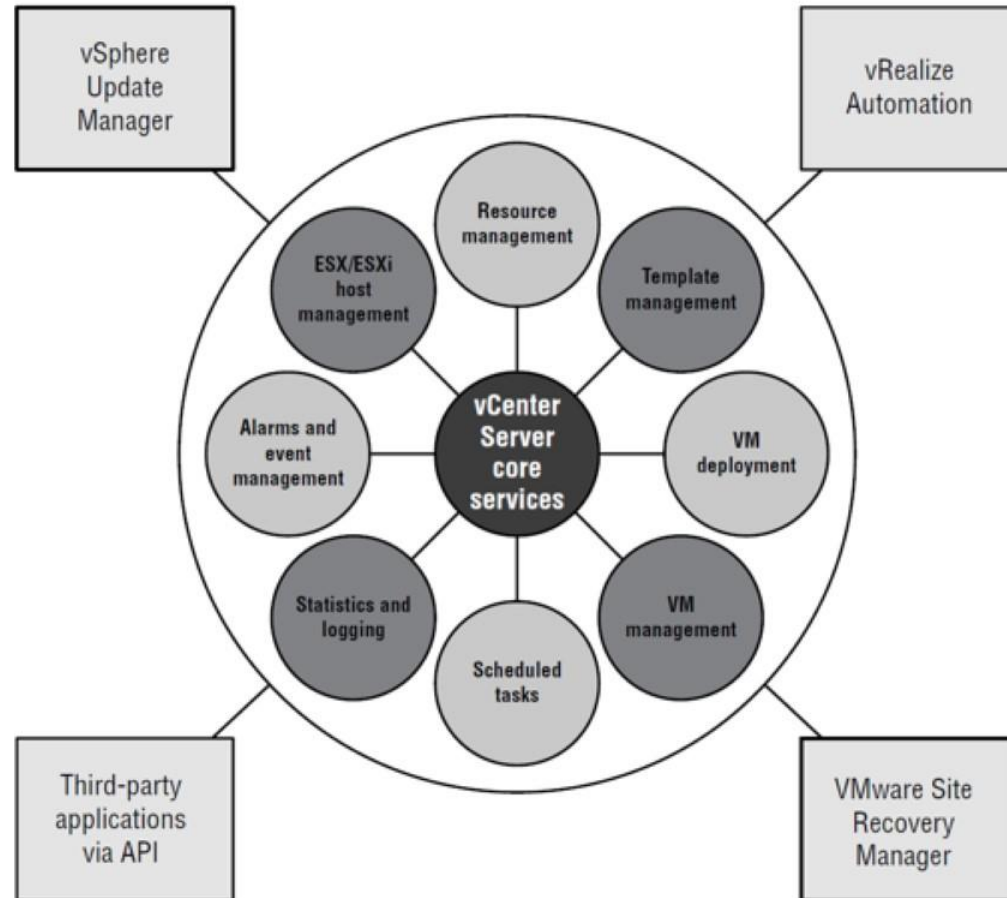 vSphere
Update
Manager
vRealize
Automation
Resource
management
ESX/ESXi
host
management
Template
management
Alarms and
event
management
vCenter
Server
core
services
VM
deployment
Statistics and
logging
VM
management
Scheduled
tasks
Third-party
applications
via API
VMware Site
Recovery
Manager